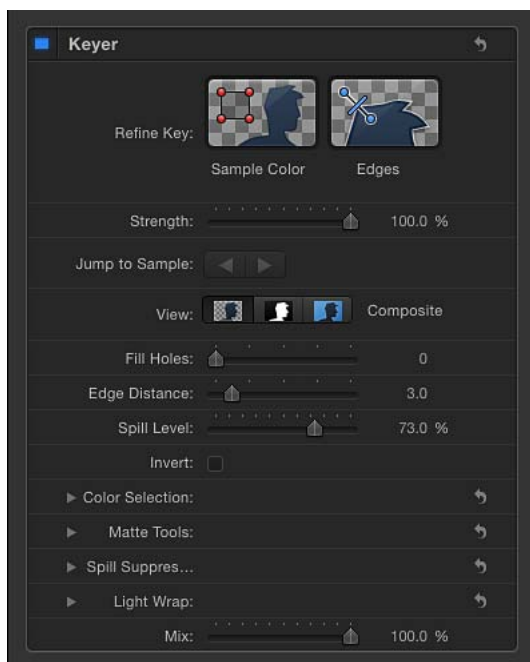 Keyer
Refine Key:
Sample Color Edges
Strength: 100.0 %
Jump to Sample:
View: Composite
Fill Holes: 0
Edge Distance: 3.0
Spill Level: 73.0 %
Invert:
Color Selection:
Matte Tools:
Spill Suppres...
Light Wrap:
Mix: 100.0 %